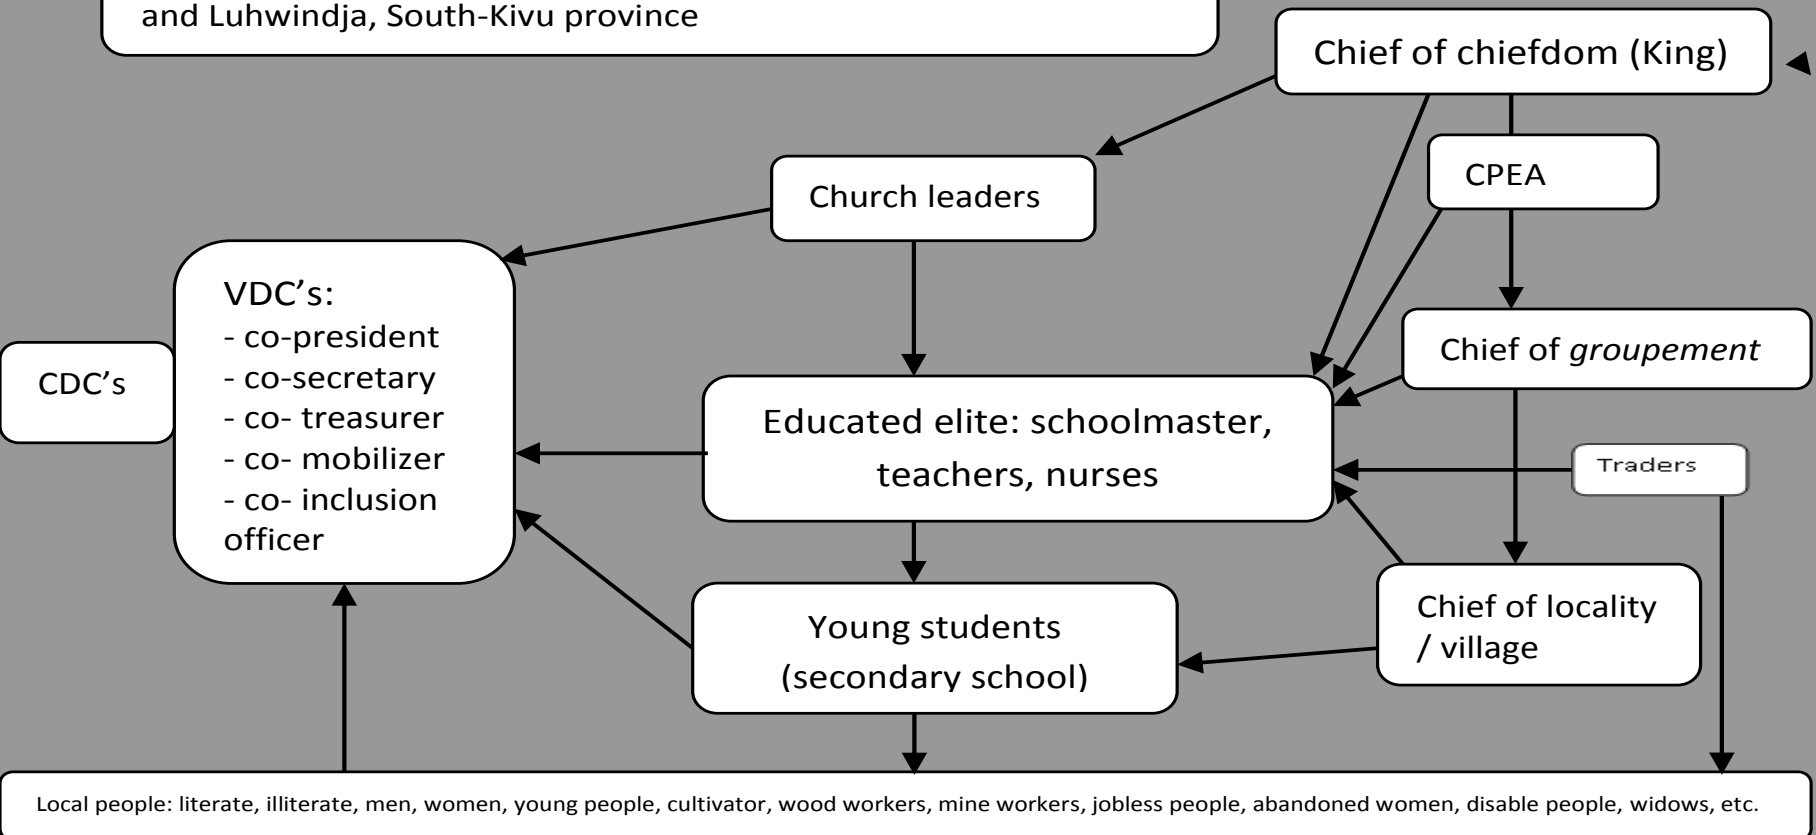 and Luhwindja, South-Kivu province
Chief of chiefdom (King)
CPEA
Church leaders
VDC’s:
- co-president
- co-secretary
- co- treasurer
- co- mobilizer
- co- inclusion
officer
CDC’s
Chief of groupement
Educated elite: schoolmaster,
teachers, nurses
Traders
Young students
(secondary school)
Chief of locality
/ village
Local people: literate, illiterate, men, women, young people, cultivator, wood workers, mine workers, jobless people, abandoned women, disable people, widows, etc.